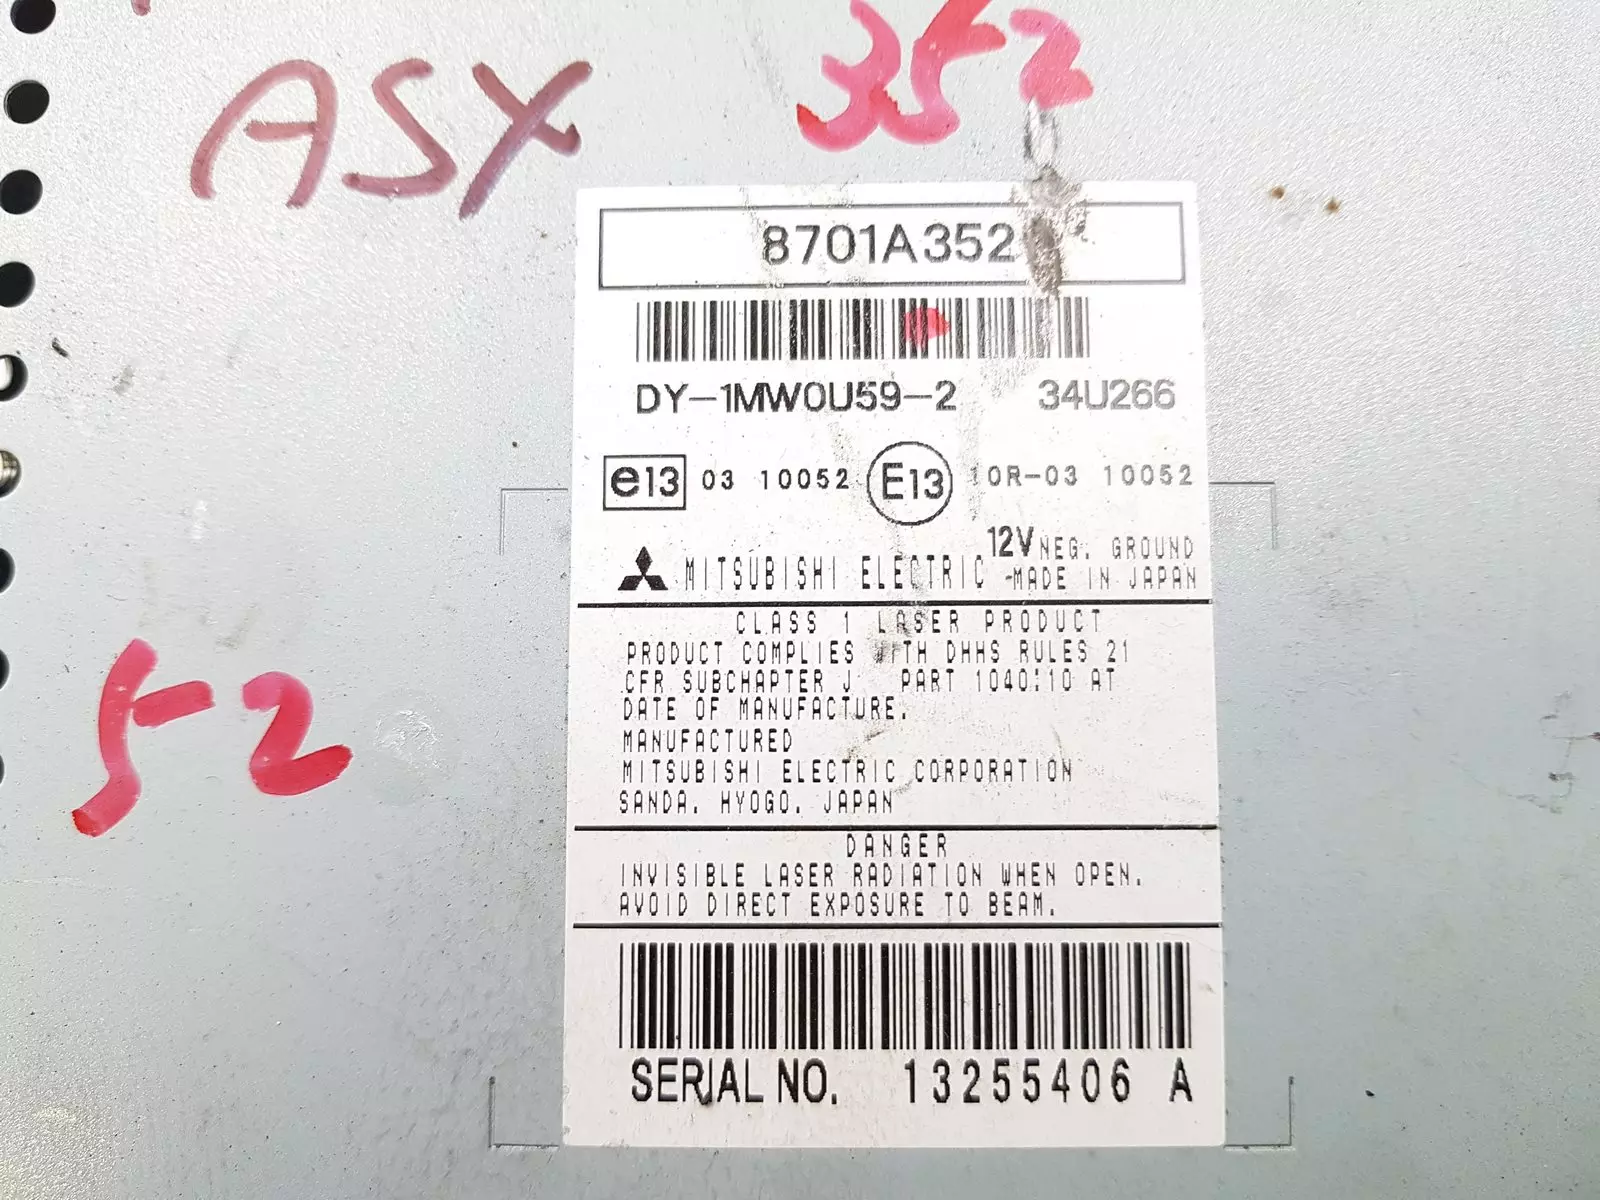 ASX 352
8701A352
DY-1MW0U59-2 34U266
e13 03 10052 E13 10R-03 10052
12V NEG. GROUND
MITSUBISHI ELECTRIC -MADE IN JAPAN
CLASS 1 LASER PRODUCT
PRODUCT COMPLIES WITH DHHS RULES 21
CFR SUBCHAPTER J PART 1040:10 AT
DATE OF MANUFACTURE.
52
MANUFACTURED
MITSUBISHI ELECTRIC CORPORATION
SANDA. HYOGO. JAPAN
DANGER
INVISIBLE LASER RADIATION WHEN OPEN.
AVOID DIRECT EXPOSURE TO BEAM.
SERIAL NO. 13255406 A